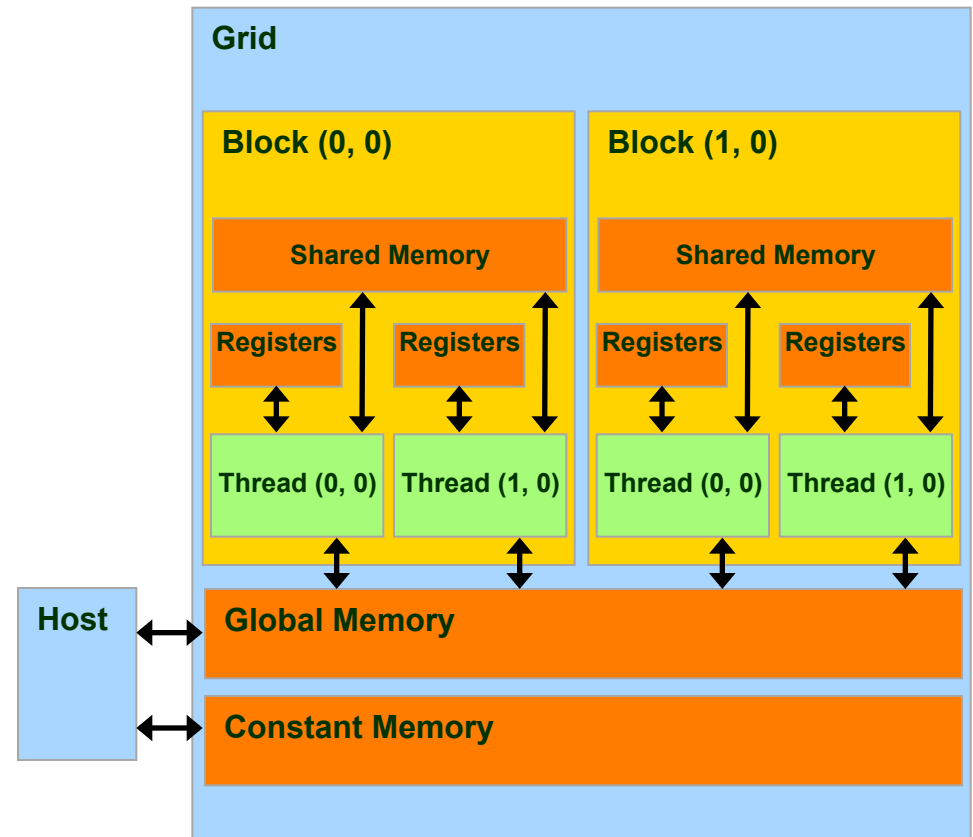 Grid
Block (0, 0)
Block (1, 0)
Shared Memory
Shared Memory
Registers
Registers
Registers
Registers
Thread (0, 0)
Thread (1, 0)
Thread (0, 0)
Thread (1, 0)
Host
Global Memory
Constant Memory